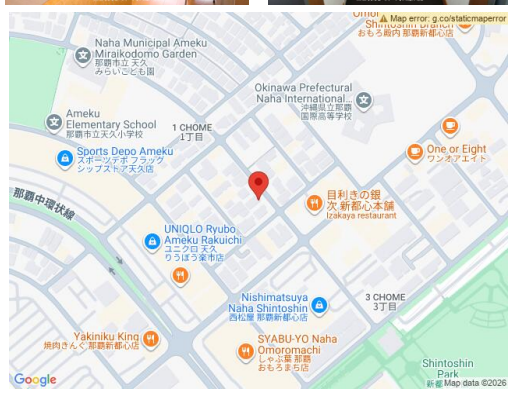 Map error: g.co/staticmaperror
Shintoshin Branch
おもろ殿内 那覇新都心店
Naha Municipal Ameku
Miraikodomo Garden
那覇市立 天久
みらいこども園
Okinawa Prefectural
Naha International...
沖縄県立那覇
国際高等学校
Ameku
Elementary School
那覇市立天久小学校
1 CHOME
1丁目
One or Eight
ワンオアエイト
Sports Depo Ameku
スポーツデポ フラッグ
シップストア天久店
目利きの銀
次 新都心本舗
Izakaya restaurant
那覇中環状線
UNIQLO Ryubo
Ameku Rakuichi
ユニクロ 天久
りうぼう楽市店
Nishimatsuya
Naha Shintoshin
西松屋 那覇新都心店
3 CHOME
3丁目
Yakiniku King
焼肉きんぐ 那覇新都心店
SYABU-YO Naha
Omoromachi
しゃぶ葉 那覇
おもろまち店
Shintoshin
Park
Google
Map data ©2026